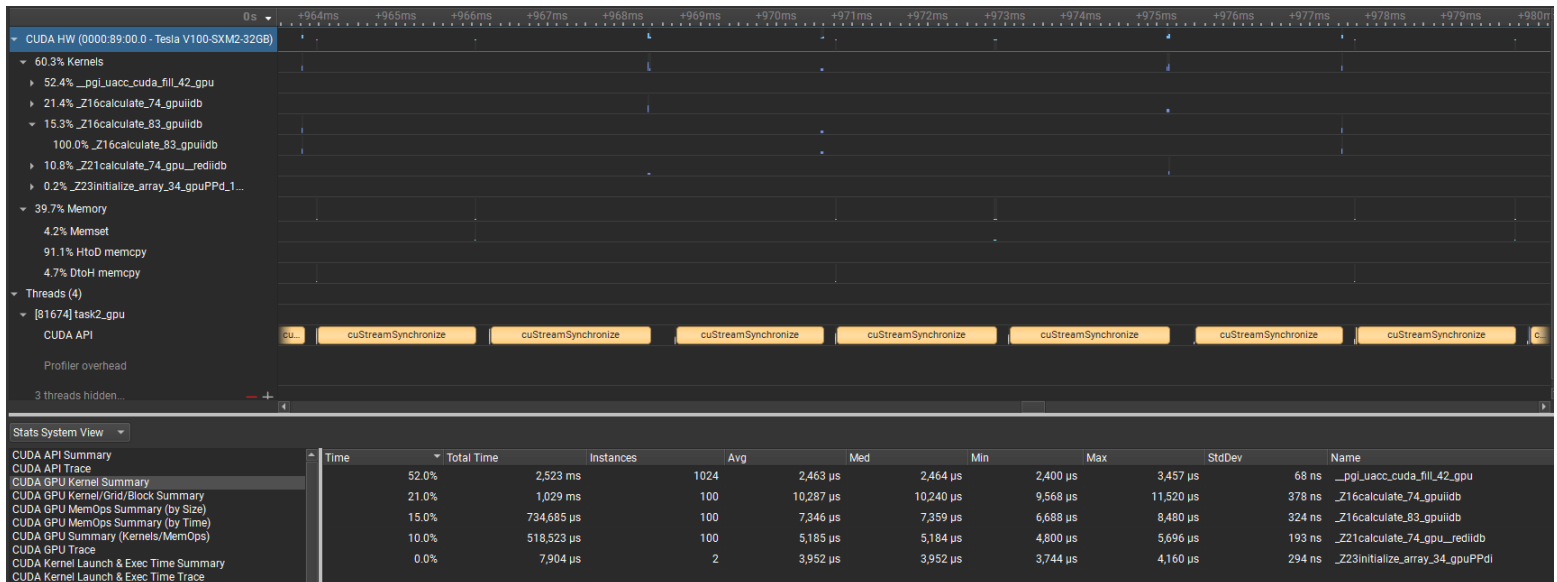 0s +964ms +965ms +966ms +967ms +968ms +969ms +970ms +971ms +972ms +973ms +974ms +975ms +976ms +977ms +978ms +979ms +980m
CUDA HW (0000:89:00.0 - Tesla V100-SXM2-32GB)
60.3% Kernels
52.4% __pgi_uacc_cuda_fill_42_gpu
21.4% _Z16calculate_74_gpuiidb
15.3% _Z16calculate_83_gpuiidb
100.0% _Z16calculate_83_gpuiidb
10.8% _Z21calculate_74_gpu__rediidb
0.2% _Z23initialize_array_34_gpuPPd_1...
39.7% Memory
4.2% Memset
91.1% HtoD memcpy
4.7% DtoH memcpy
Threads (4)
[81674] task2_gpu
CUDA API cu... cuStreamSynchronize cuStreamSynchronize cuStreamSynchronize cuStreamSynchronize cuStreamSynchronize cuStreamSynchronize cuStreamSynchronize c...
Profiler overhead
3 threads hidden...
Stats System View
CUDA API Summary
CUDA API Trace
CUDA GPU Kernel Summary
CUDA GPU Kernel/Grid/Block Summary
CUDA GPU MemOps Summary (by Size)
CUDA GPU MemOps Summary (by Time)
CUDA GPU Summary (Kernels/MemOps)
CUDA GPU Trace
CUDA Kernel Launch & Exec Time Summary
CUDA Kernel Launch & Exec Time Trace
Time Total Time Instances Avg Med Min Max StdDev Name
52.0% 2,523 ms 1024 2,463 μs 2,464 μs 2,400 μs 3,457 μs 68 ns __pgi_uacc_cuda_fill_42_gpu
21.0% 1,029 ms 100 10,287 μs 10,240 μs 9,568 μs 11,520 μs 378 ns _Z16calculate_74_gpuiidb
15.0% 734,685 μs 100 7,346 μs 7,359 μs 6,688 μs 8,480 μs 324 ns _Z16calculate_83_gpuiidb
10.0% 518,523 μs 100 5,185 μs 5,184 μs 4,800 μs 5,696 μs 193 ns _Z21calculate_74_gpu__rediidb
0.0% 7,904 μs 2 3,952 μs 3,952 μs 3,744 μs 4,160 μs 294 ns _Z23initialize_array_34_gpuPPdi